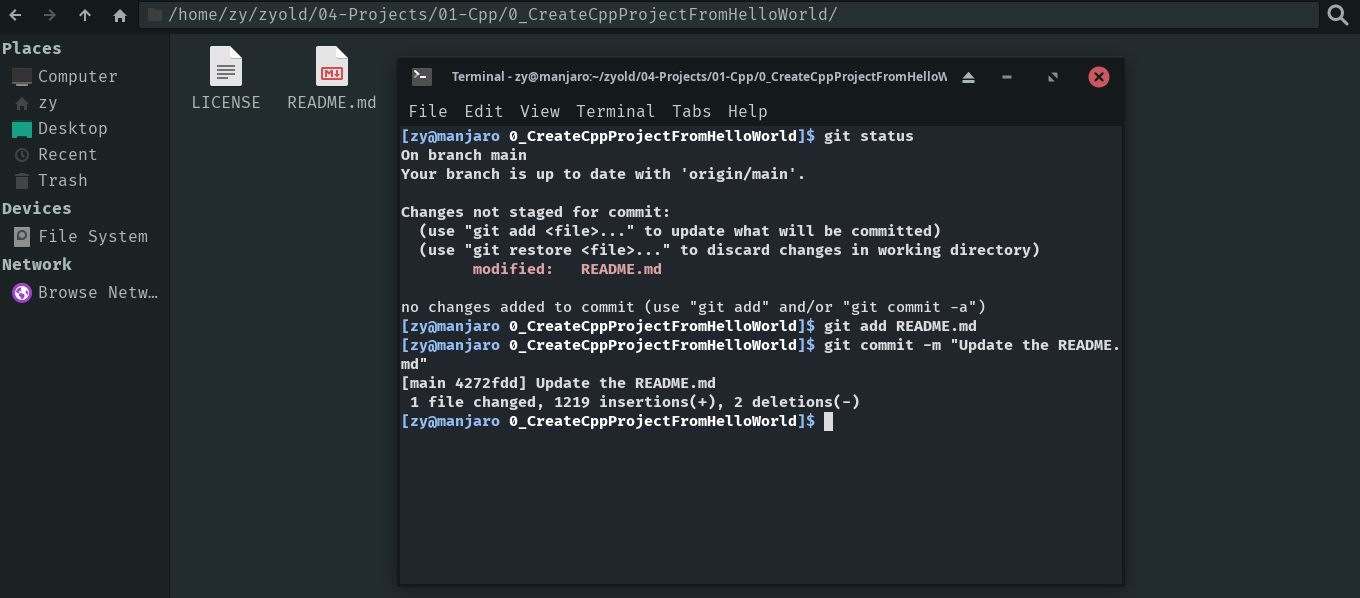 /home/zy/zyold/04-Projects/01-Cpp/0_CreateCppProjectFromHelloWorld/
Places
Computer
zy
Desktop
Recent
Trash
Devices
File System
Network
Browse Netw…
LICENSE
README.md
Terminal - zy@manjaro:~/zyold/04-Projects/01-Cpp/0_CreateCppProjectFromHelloW
File Edit View Terminal Tabs Help
[zy@manjaro 0_CreateCppProjectFromHelloWorld]$ git status
On branch main
Your branch is up to date with 'origin/main'.
Changes not staged for commit:
  (use "git add <file>..." to update what will be committed)
  (use "git restore <file>..." to discard changes in working directory)
        modified:   README.md
no changes added to commit (use "git add" and/or "git commit -a")
[zy@manjaro 0_CreateCppProjectFromHelloWorld]$ git add README.md
[zy@manjaro 0_CreateCppProjectFromHelloWorld]$ git commit -m "Update the README.
md"
[main 4272fdd] Update the README.md
 1 file changed, 1219 insertions(+), 2 deletions(-)
[zy@manjaro 0_CreateCppProjectFromHelloWorld]$